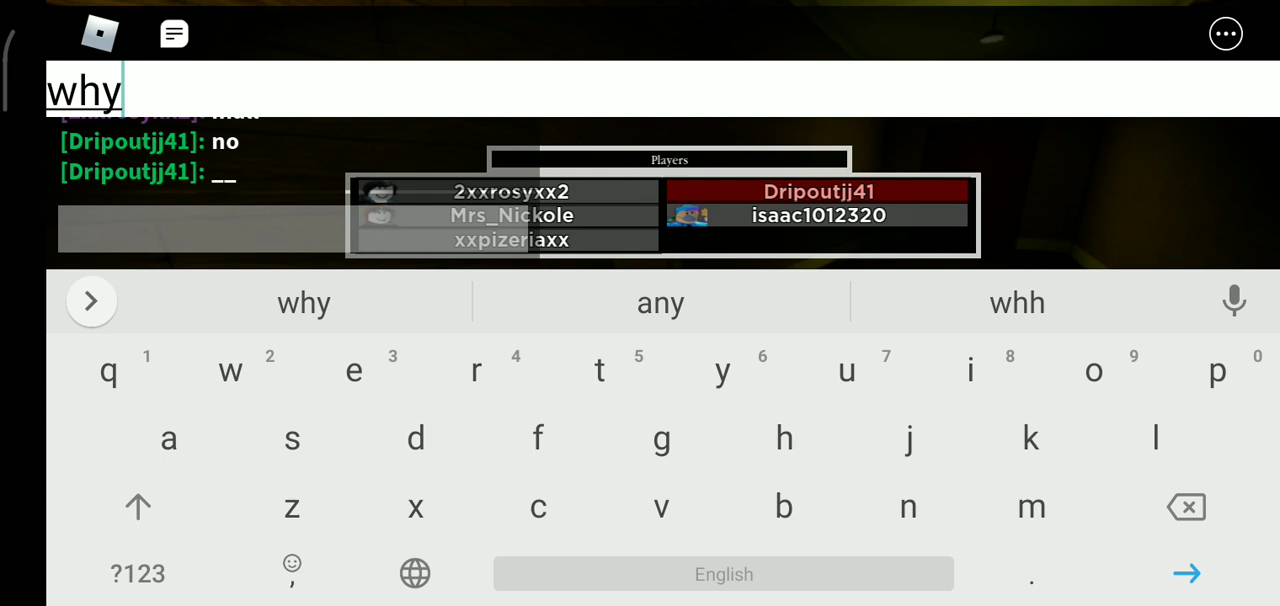 why
[Dripoutjj41]: no
[Dripoutjj41]: __
Players
2xxrosyxx2 Dripoutjj41
Mrs_Nickole isaac1012320
xxpizeriaxx
why any whh
q 1 w 2 e 3 r 4 t 5 y 6 u 7 i 8 o 9 p 0
a s d f g h j k l
z x c v b n m
?123 , English .